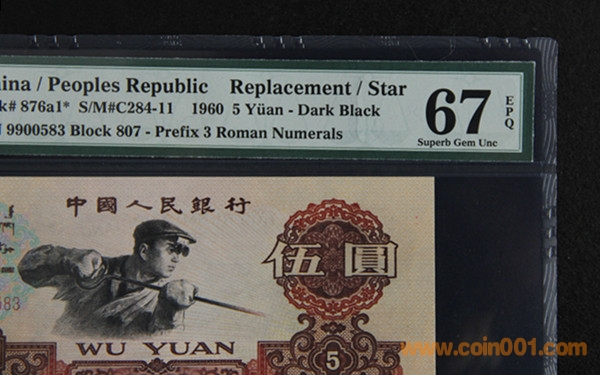 ina / Peoples Republic Replacement / Star
k# 876a1* S/M#C284-11 1960 5 Yüan - Dark Black
9900583 Block 807 - Prefix 3 Roman Numerals
67 EPQ
Superb Gem Unc
中國人民銀行
伍圓
583
WU YUAN
5
www.coin001.com